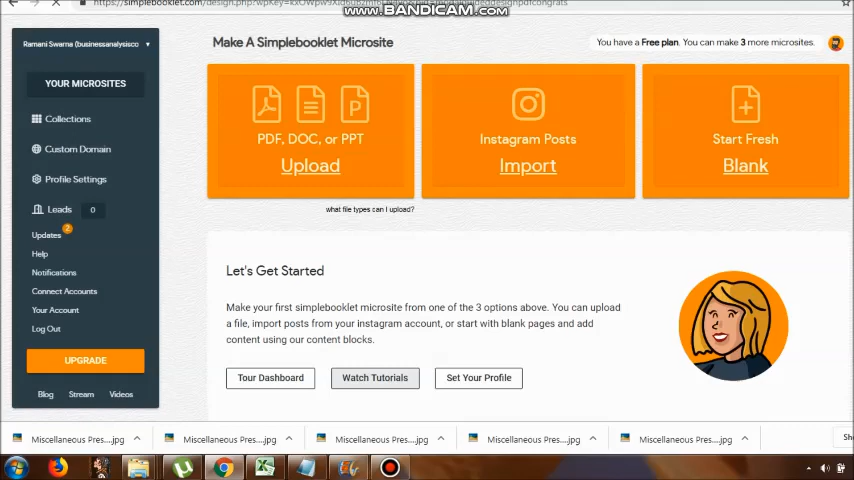 www.BANDICAM.com
Ramani Swarna (businessanalysisco
YOUR MICROSITES
Collections
Custom Domain
Profile Settings
Leads 0
Updates 2
Help
Notifications
Connect Accounts
Your Account
Log Out
UPGRADE
Blog Stream Videos
Make A Simplebooklet Microsite
You have a Free plan. You can make 3 more microsites.
PDF, DOC, or PPT
Upload
Instagram Posts
Import
Start Fresh
Blank
what file types can I upload?
Let's Get Started
Make your first simplebooklet microsite from one of the 3 options above. You can upload
a file, import posts from your instagram account, or start with blank pages and add
content using our content blocks.
Tour Dashboard Watch Tutorials Set Your Profile
Miscellaneous Pres....jpg Miscellaneous Pres....jpg Miscellaneous Pres....jpg Miscellaneous Pres....jpg Miscellaneous Pres....jpg Sh